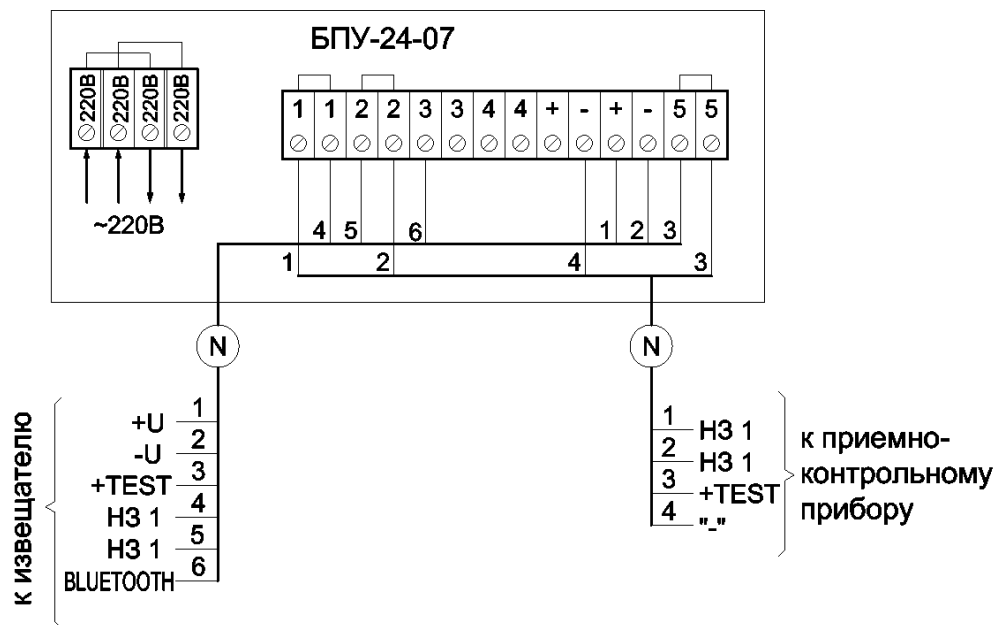 БПУ-24-07
220В 220В 220В 220В
1 1 2 2 3 3 4 4 + - + - 5 5
~220В
4 5 6 1 2 3
1 2 4 3
N N
к извещателю
+U 1
-U 2
+TEST 3
НЗ 1 4
НЗ 1 5
BLUETOOTH 6
1 НЗ 1
2 НЗ 1
3 +TEST
4 "-"
к приемно-
контрольному
прибору